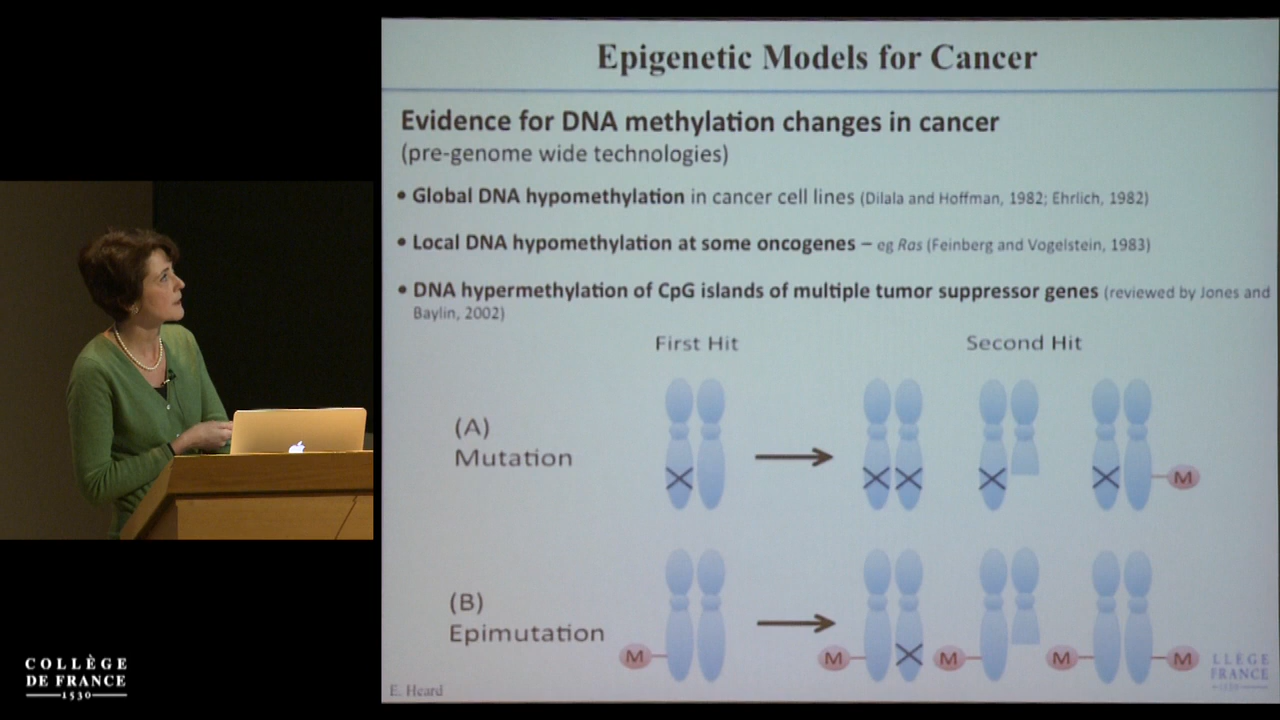 Epigenetic Models for Cancer
Evidence for DNA methylation changes in cancer
(pre-genome wide technologies)
• Global DNA hypomethylation in cancer cell lines (Dilala and Hoffman, 1982; Ehrlich, 1982)
• Local DNA hypomethylation at some oncogenes – eg Ras (Feinberg and Vogelstein, 1983)
• DNA hypermethylation of CpG islands of multiple tumor suppressor genes (reviewed by Jones and
Baylin, 2002)
First Hit Second Hit
(A)
Mutation
M
(B)
Epimutation
M M M M M
E. Heard
LLÈGE
FRANCE
COLLÈGE
DE FRANCE
1530